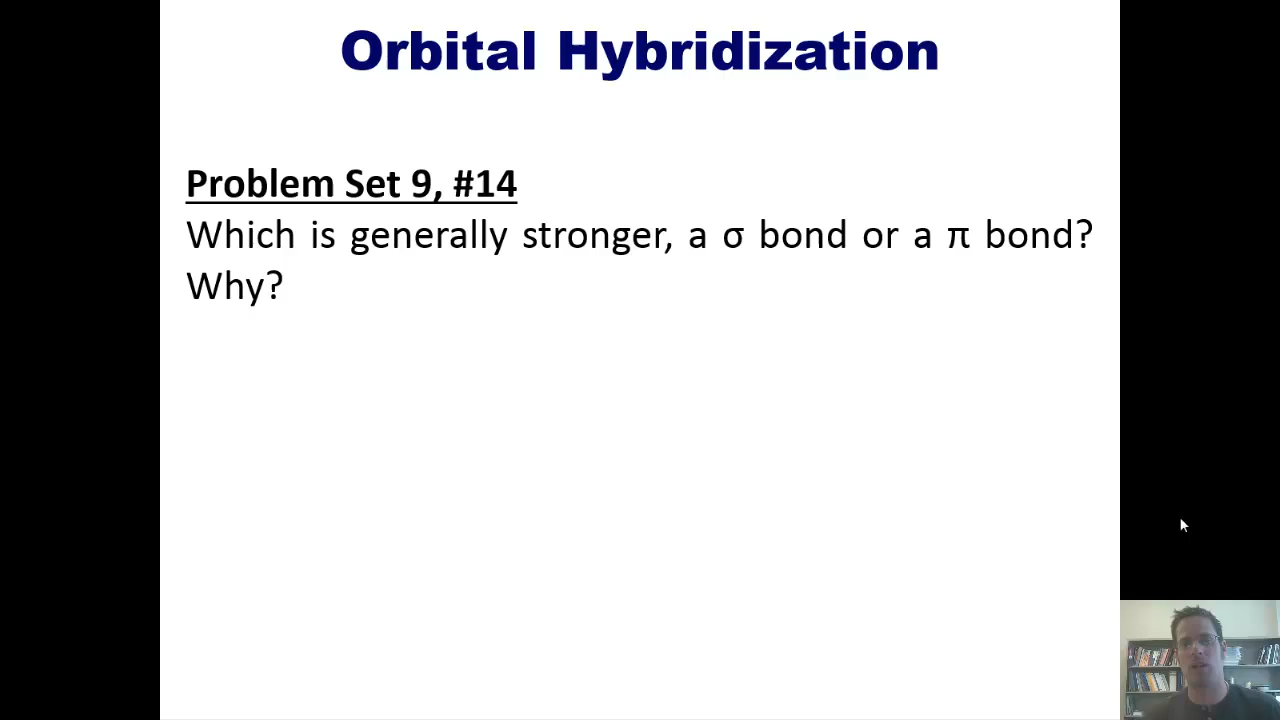 Orbital Hybridization
Problem Set 9, #14
Which is generally stronger, a σ bond or a π bond?
Why?